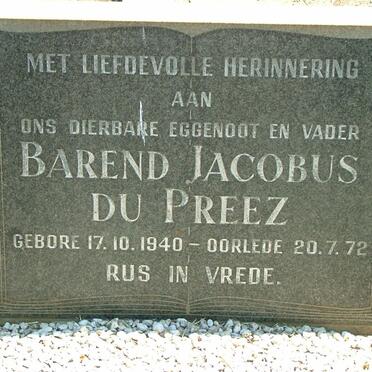 MET LIEFDEVOLLE HERINNERING
AAN
ONS DIERBARE EGGENOOT EN VADER
BAREND JACOBUS
DU PREEZ
GEBORE 17.10.1940 – OORLEDE 20.7.72
RUS IN VREDE.